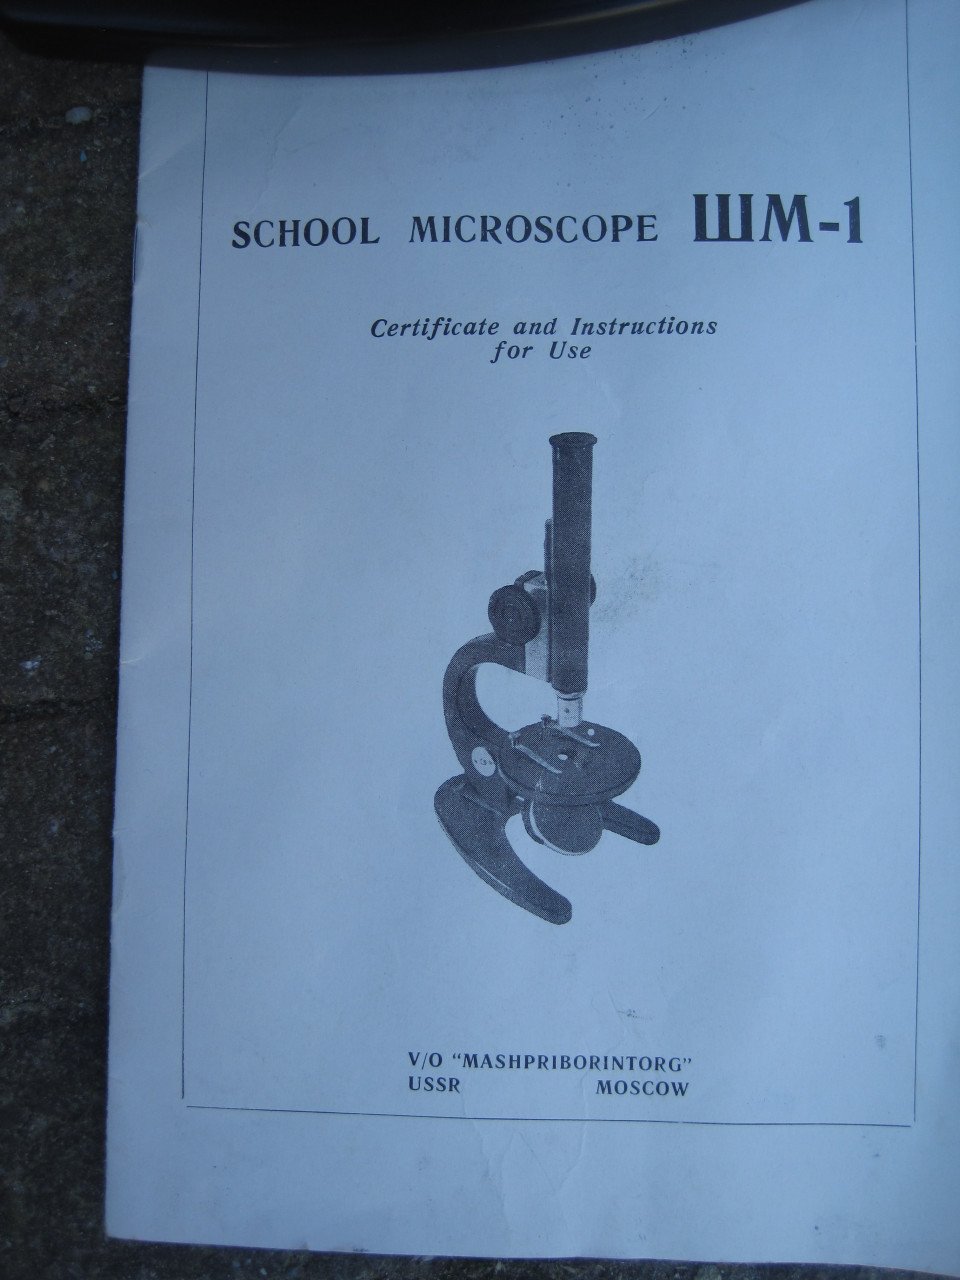 SCHOOL MICROSCOPE ШМ-1
Certificate and Instructions
for Use
V/O “MASHPRIBORINTORG”
USSR MOSCOW